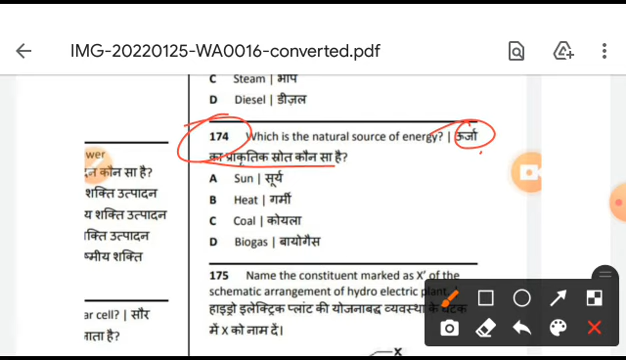 IMG-20220125-WA0016-converted.pdf
C Steam | भाप
D Diesel | डीज़ल
174 Which is the natural source of energy? | ऊर्जा
का प्राकृतिक स्रोत कौन सा है?
A Sun | सूर्य
B Heat | गर्मी
C Coal | कोयला
D Biogas | बायोगैस
175 Name the constituent marked as X' of the
schematic arrangement of hydro electric plant
हाइड्रो इलेक्ट्रिक प्लांट की योजनाबद्ध व्यवस्था के घटक
में X को नाम दें।
X
wer
कौन सा है?
शक्ति उत्पादन
य शक्ति उत्पादन
शक्ति उत्पादन
ष्मीय शक्ति
ar cell? | सौर
जाता है?